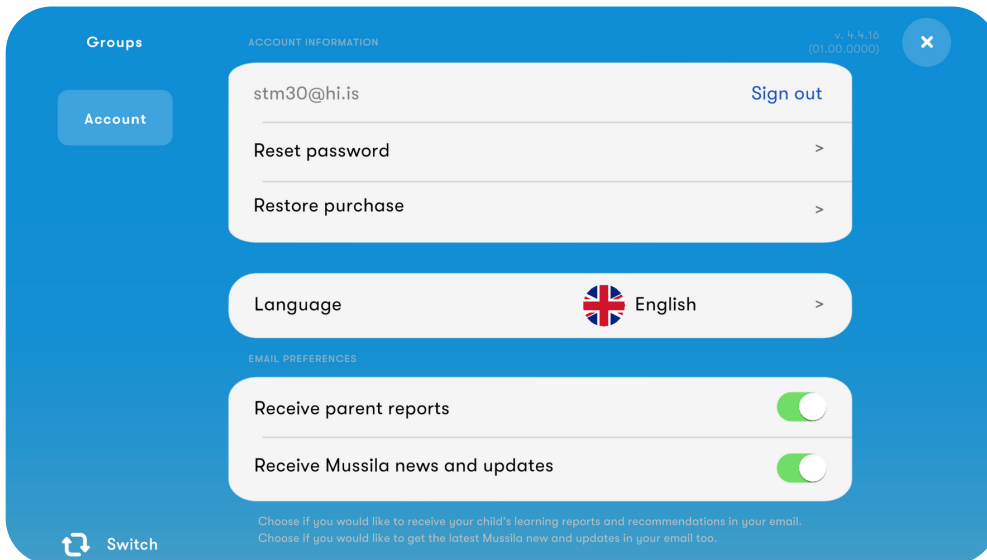 Groups
ACCOUNT INFORMATION
v. 4.4.16
(01.00.0000)
×
Account
stm30@hi.is
Sign out
Reset password
>
Restore purchase
>
Language
English
>
EMAIL PREFERENCES
Receive parent reports
Receive Mussila news and updates
Choose if you would like to receive your child's learning reports and recommendations in your email.
Choose if you would like to get the latest Mussila new and updates in your email too.
Switch